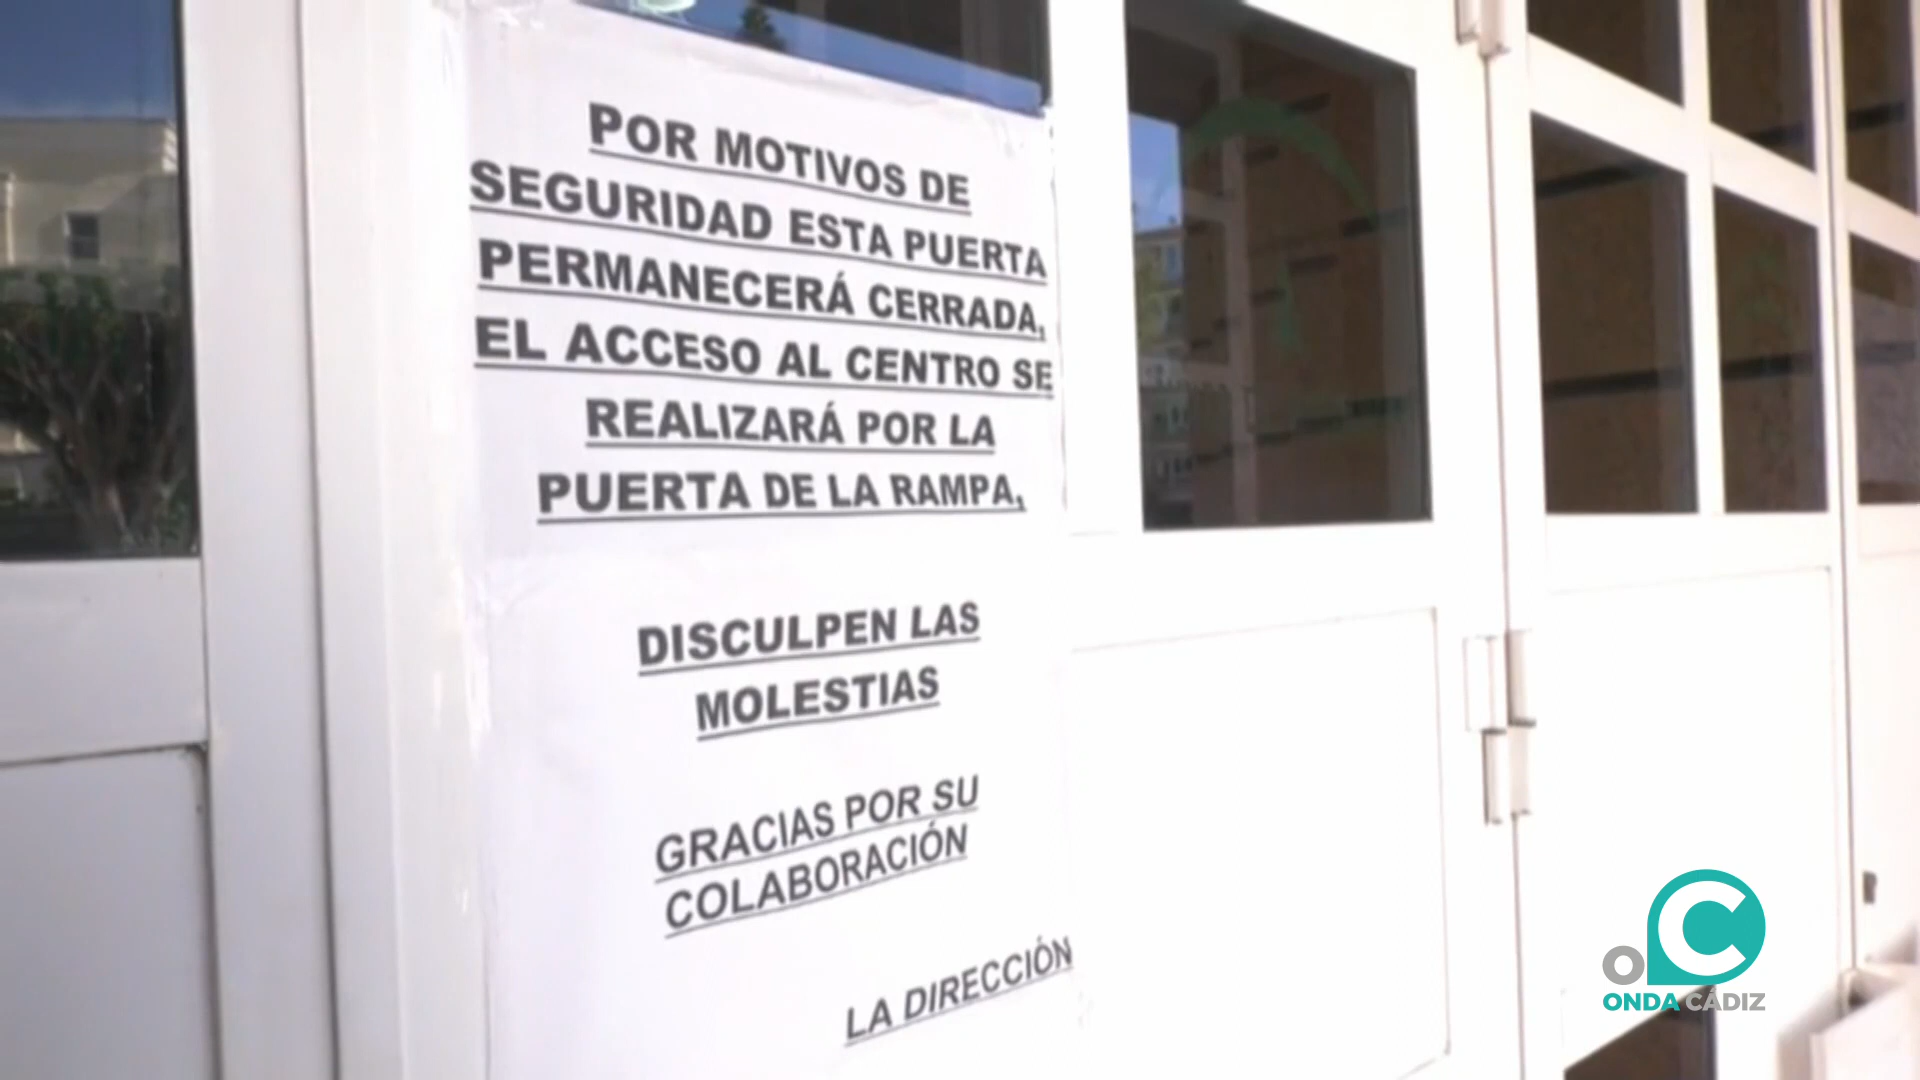 POR MOTIVOS DE
SEGURIDAD ESTA PUERTA
PERMANECERÁ CERRADA,
EL ACCESO AL CENTRO SE
REALIZARÁ POR LA
PUERTA DE LA RAMPA,
DISCULPEN LAS
MOLESTIAS
GRACIAS POR SU
COLABORACIÓN
LA DIRECCIÓN
OC
ONDA CÁDIZ